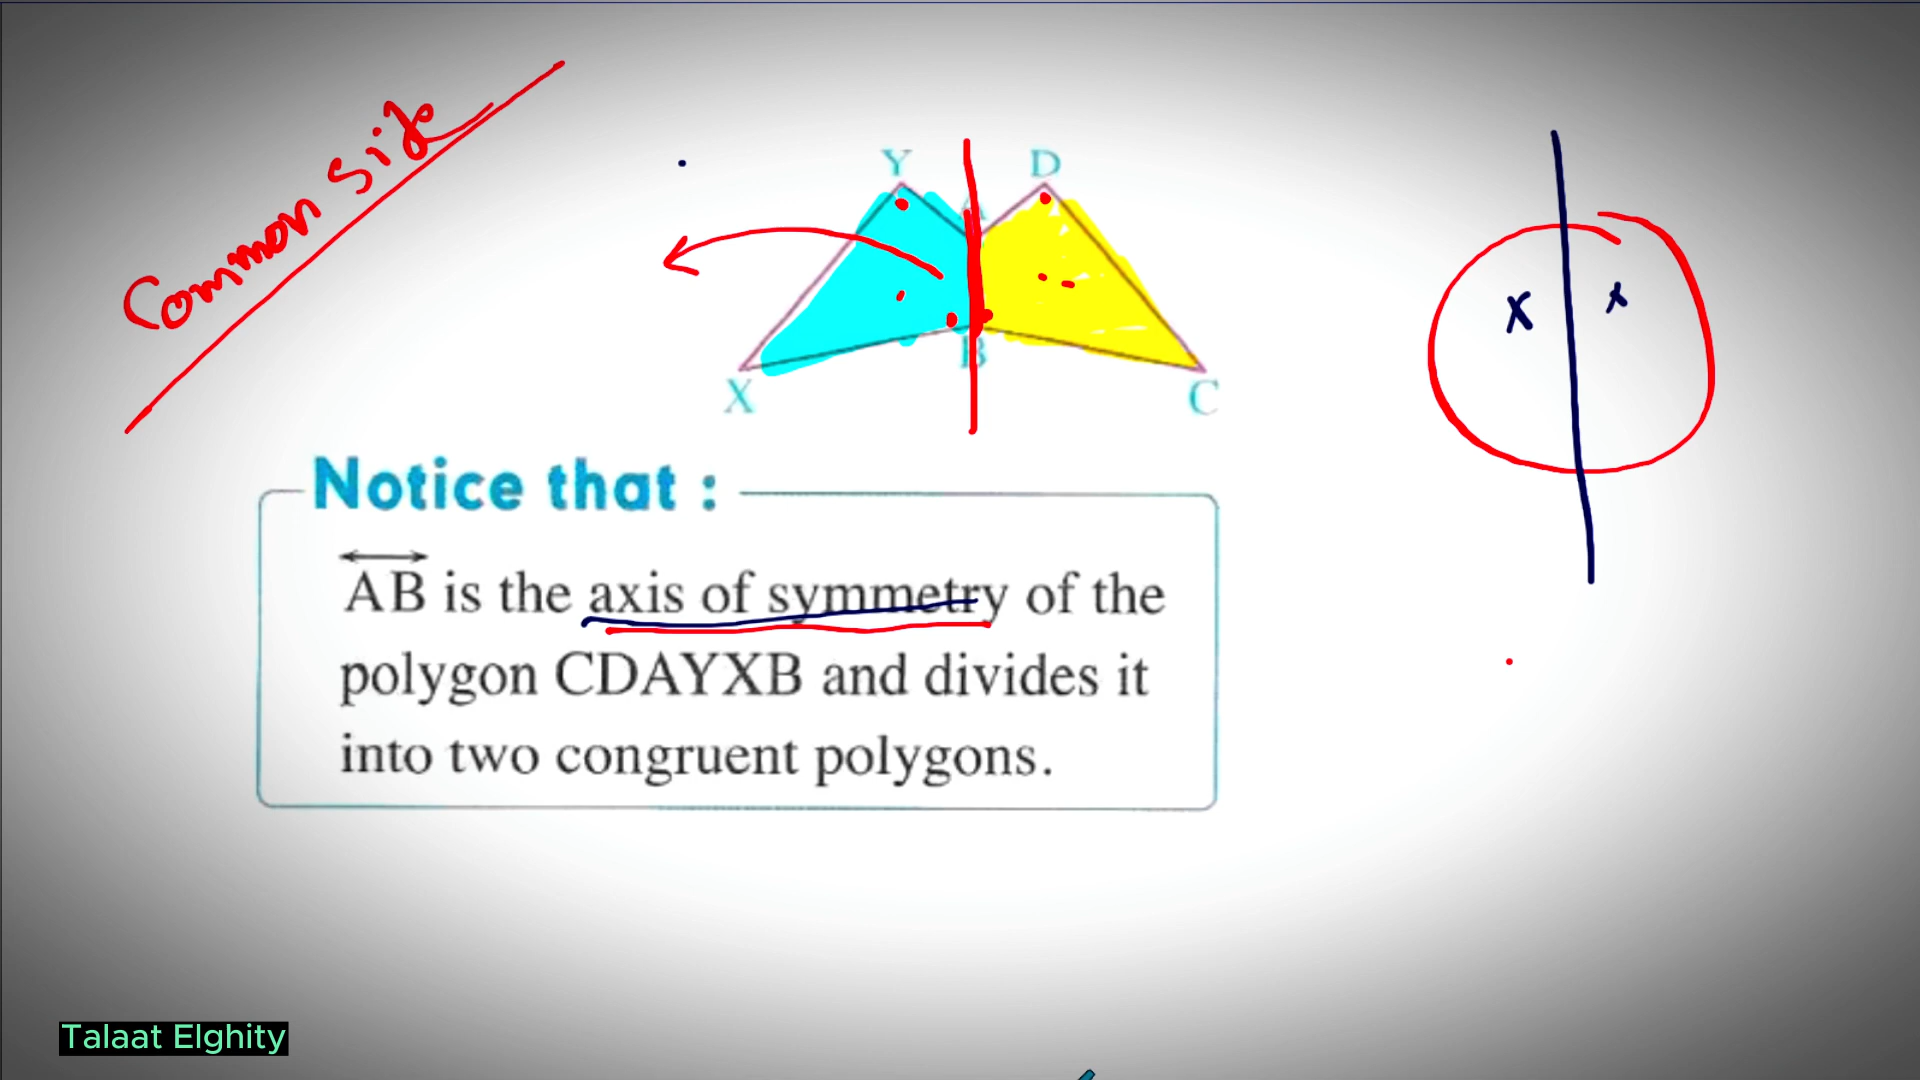 Common side
Y D
A
B
X C
x x
Notice that :
AB is the axis of symmetry of the
polygon CDAYXB and divides it
into two congruent polygons.
Talaat Elghity